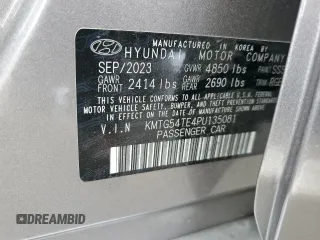 MANUFACTURED IN KOREA BY
HYUNDAI MOTOR COMPANY
SEP/2023 GVWR 4850 lbs
GAWR FRONT 2414 lbs GAWR REAR 2690 lbs
THIS VEHICLE CONFORMS TO ALL APPLICABLE U.S. FEDERAL
MOTOR VEHICLE SAFETY, BUMPER, AND THEFT PREVENTION
STANDARDS IN EFFECT ON THE DATE OF MANUFACTURE SHOWN ABOVE.
V.I.N KMTG54TE4PU135081
PASSENGER CAR
DREAMBID